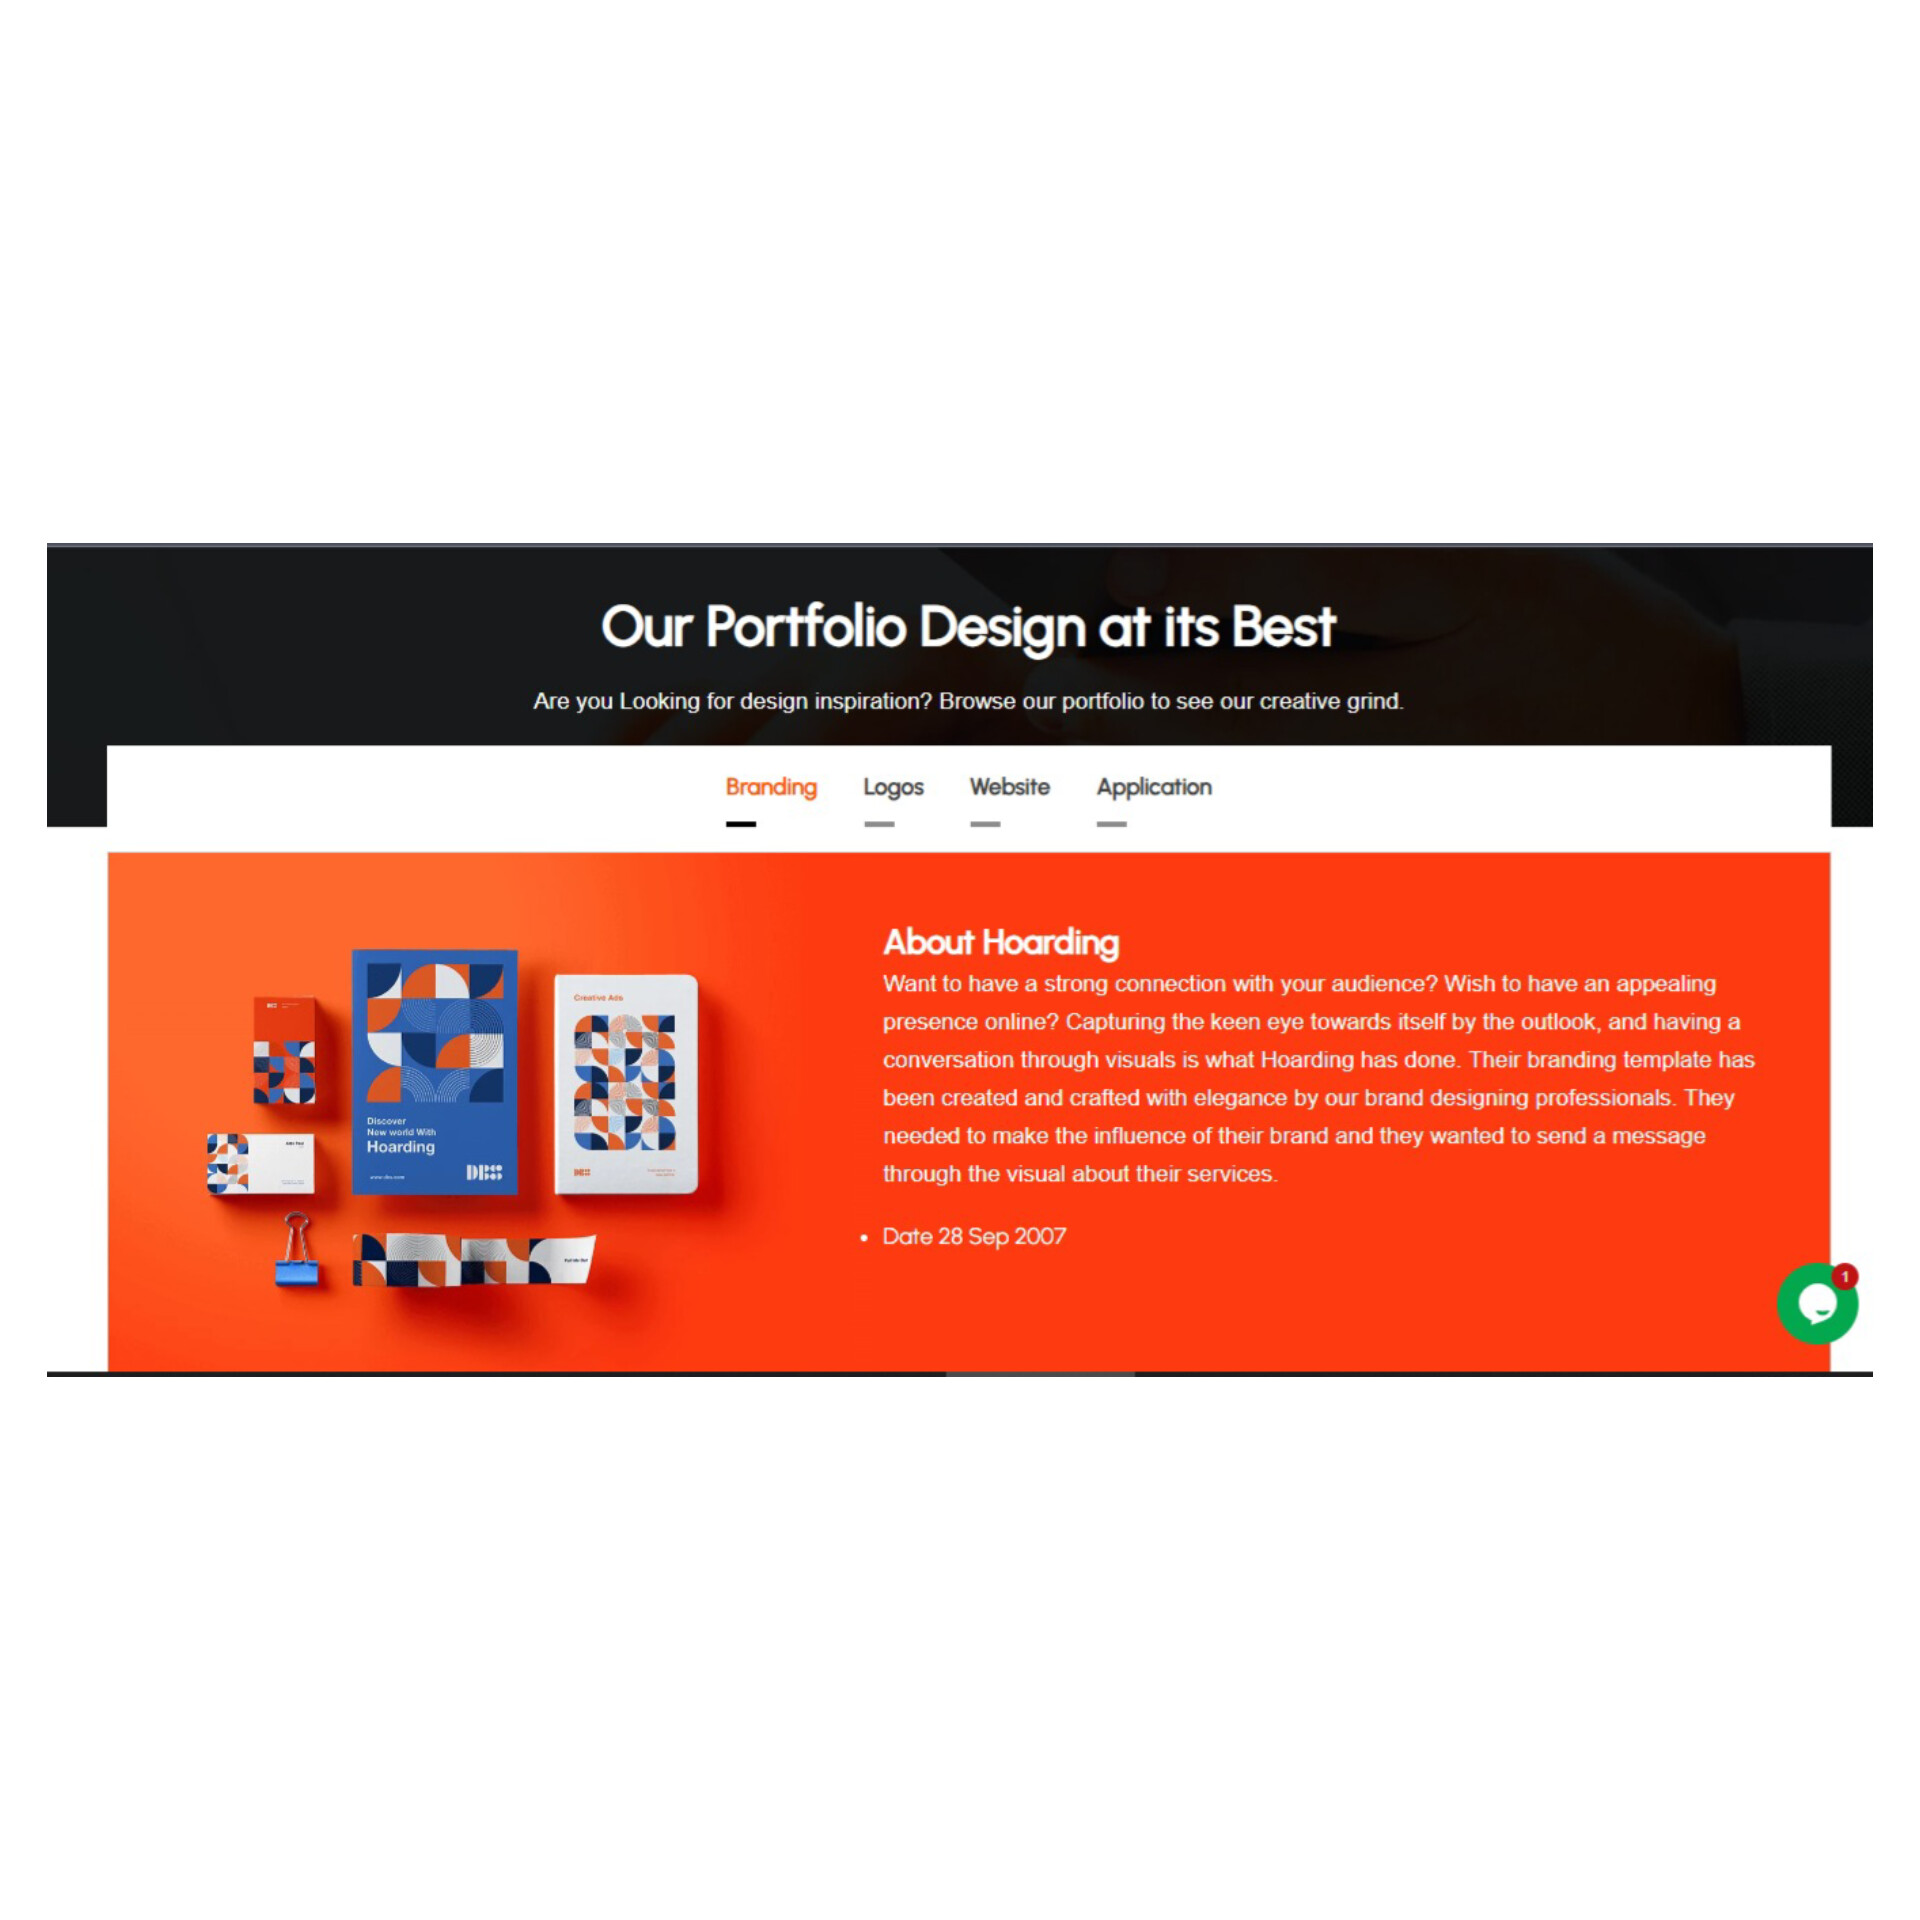 Our Portfolio Design at its Best
Are you Looking for design inspiration? Browse our portfolio to see our creative grind.
Branding
Logos
Website
Application
Creative Ads
Discover
New world With
Hoarding
About Hoarding
Want to have a strong connection with your audience? Wish to have an appealing
presence online? Capturing the keen eye towards itself by the outlook, and having a
conversation through visuals is what Hoarding has done. Their branding template has
been created and crafted with elegance by our brand designing professionals. They
needed to make the influence of their brand and they wanted to send a message
through the visual about their services.
• Date 28 Sep 2007
1